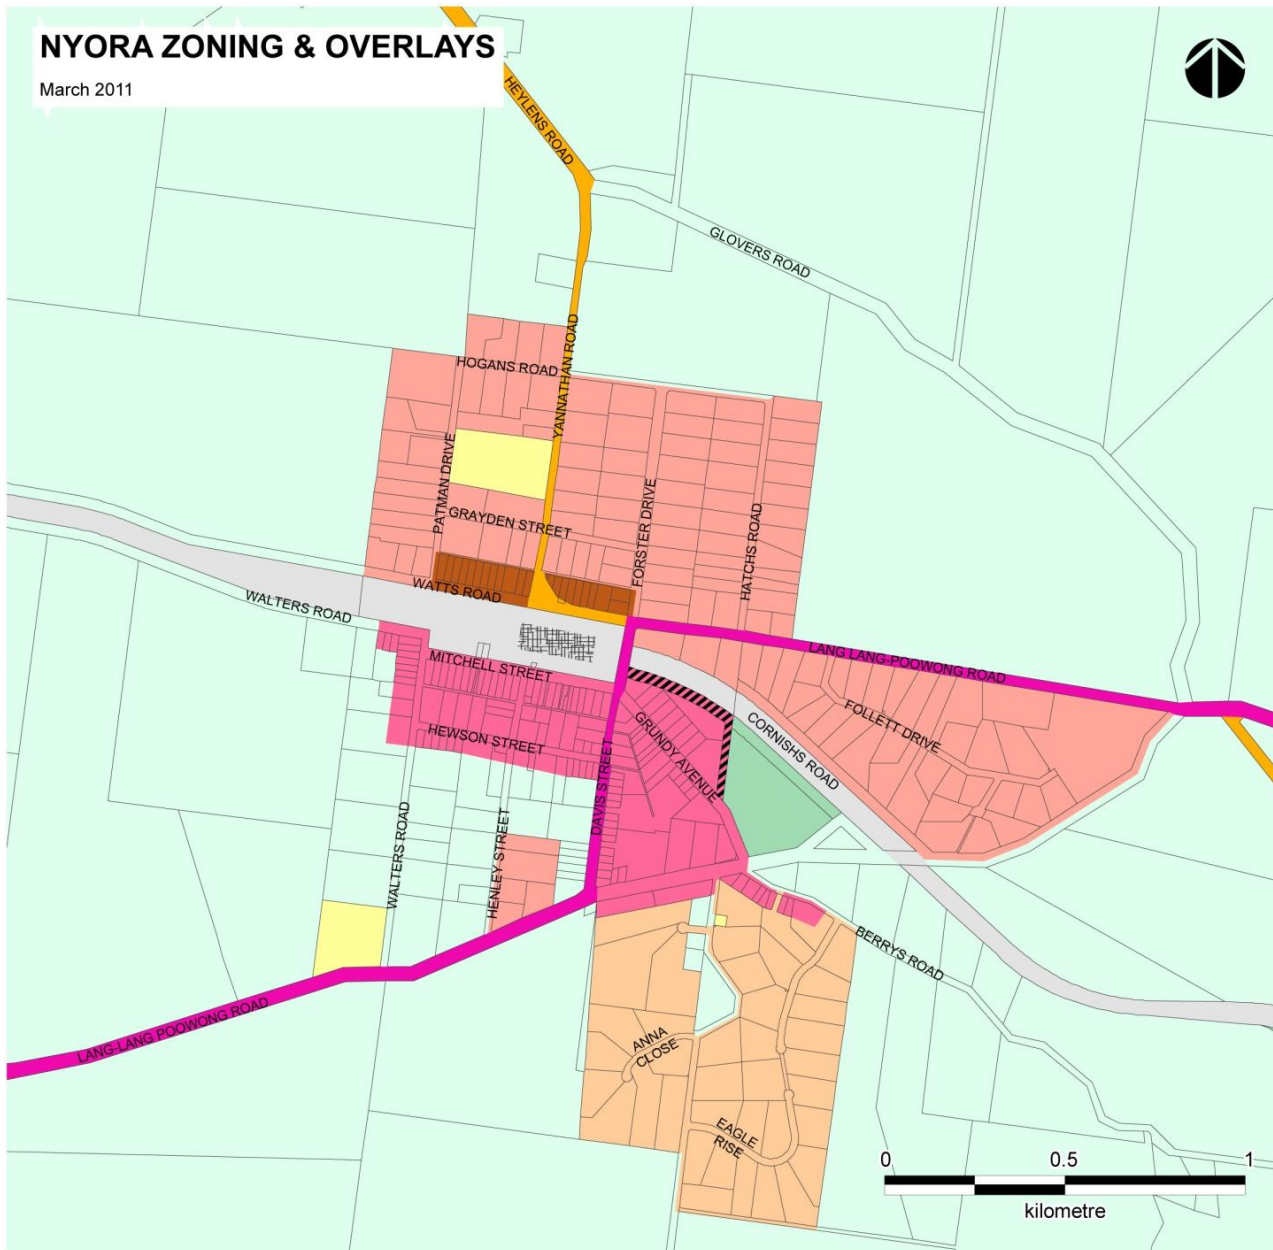 NYORA ZONING & OVERLAYS
March 2011
HEYLENS ROAD
GLOVERS ROAD
YANNATHAN ROAD
HOGANS ROAD
PATMAN DRIVE
GRAYDEN STREET
FORSTER DRIVE
HATCHS ROAD
WATTS ROAD
WALTERS ROAD
MITCHELL STREET
LANG LANG-POOWONG ROAD
FOLLETT DRIVE
GRUNDY AVENUE
CORNISHS ROAD
HEWSON STREET
DAVIS STREET
WALTERS ROAD
HENLEY STREET
BERRYS ROAD
LANG-LANG POOWONG ROAD
ANNA
CLOSE
EAGLE
RISE
0 0.5 1
kilometre